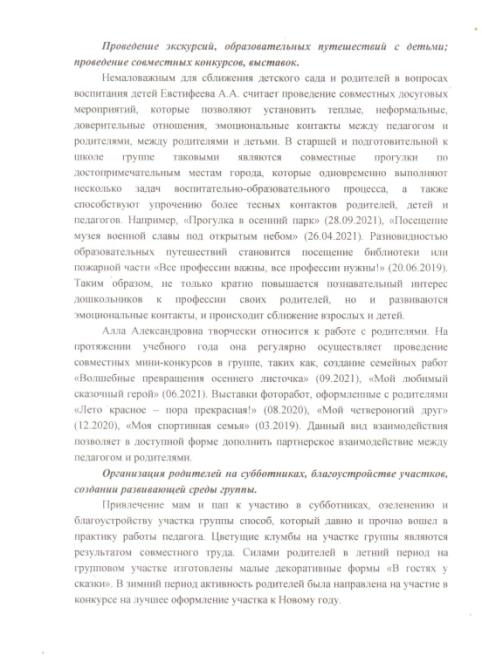 Проведение экскурсий, образовательных путешествий с детьми;
проведение совместных конкурсов, выставок.
Немаловажным для сближения детского сада и родителей в вопросах
воспитания детей Евстифеева А.А. считает проведение совместных досуговых
мероприятий, которые позволяют установить теплые, неформальные,
доверительные отношения, эмоциональные контакты между педагогом и
родителями, между родителями и детьми. В старшей и подготовительной к
школе группе таковыми являются совместные прогулки по
достопримечательным местам города, которые одновременно выполняют
несколько задач воспитательно-образовательного процесса, а также
способствуют упрочению более тесных контактов родителей, детей и
педагогов. Например, «Прогулка в осенний парк» (28.09.2021), «Посещение
музея военной славы под открытым небом» (26.04.2021). Разновидностью
образовательных путешествий становится посещение библиотеки или
пожарной части «Все профессии важны, все профессии нужны!» (20.06.2019).
Таким образом, не только кратно повышается познавательный интерес
дошкольников к профессии своих родителей, но и развиваются
эмоциональные контакты, и происходит сближение взрослых и детей.
Алла Александровна творчески относится к работе с родителями. На
протяжении учебного года она регулярно осуществляет проведение
совместных мини-конкурсов в группе, таких как, создание семейных работ
«Волшебные превращения осеннего листочка» (09.2021), «Мой любимый
сказочный герой» (06.2021). Выставки фоторабот, оформленные с родителями
«Лето красное – пора прекрасная!» (08.2020), «Мой четвероногий друг»
(12.2020), «Моя спортивная семья» (03.2019). Данный вид взаимодействия
позволяет в доступной форме дополнить партнерское взаимодействие между
педагогом и родителями.
Организация родителей на субботниках, благоустройстве участков,
создании развивающей среды группы.
Привлечение мам и пап к участию в субботниках, озеленению и
благоустройству участка группы способ, который давно и прочно вошел в
практику работы педагога. Цветущие клумбы на участке группы являются
результатом совместного труда. Силами родителей в летний период на
групповом участке изготовлены малые декоративные формы «В гостях у
сказки». В зимний период активность родителей была направлена на участие в
конкурсе на лучшее оформление участка к Новому году.